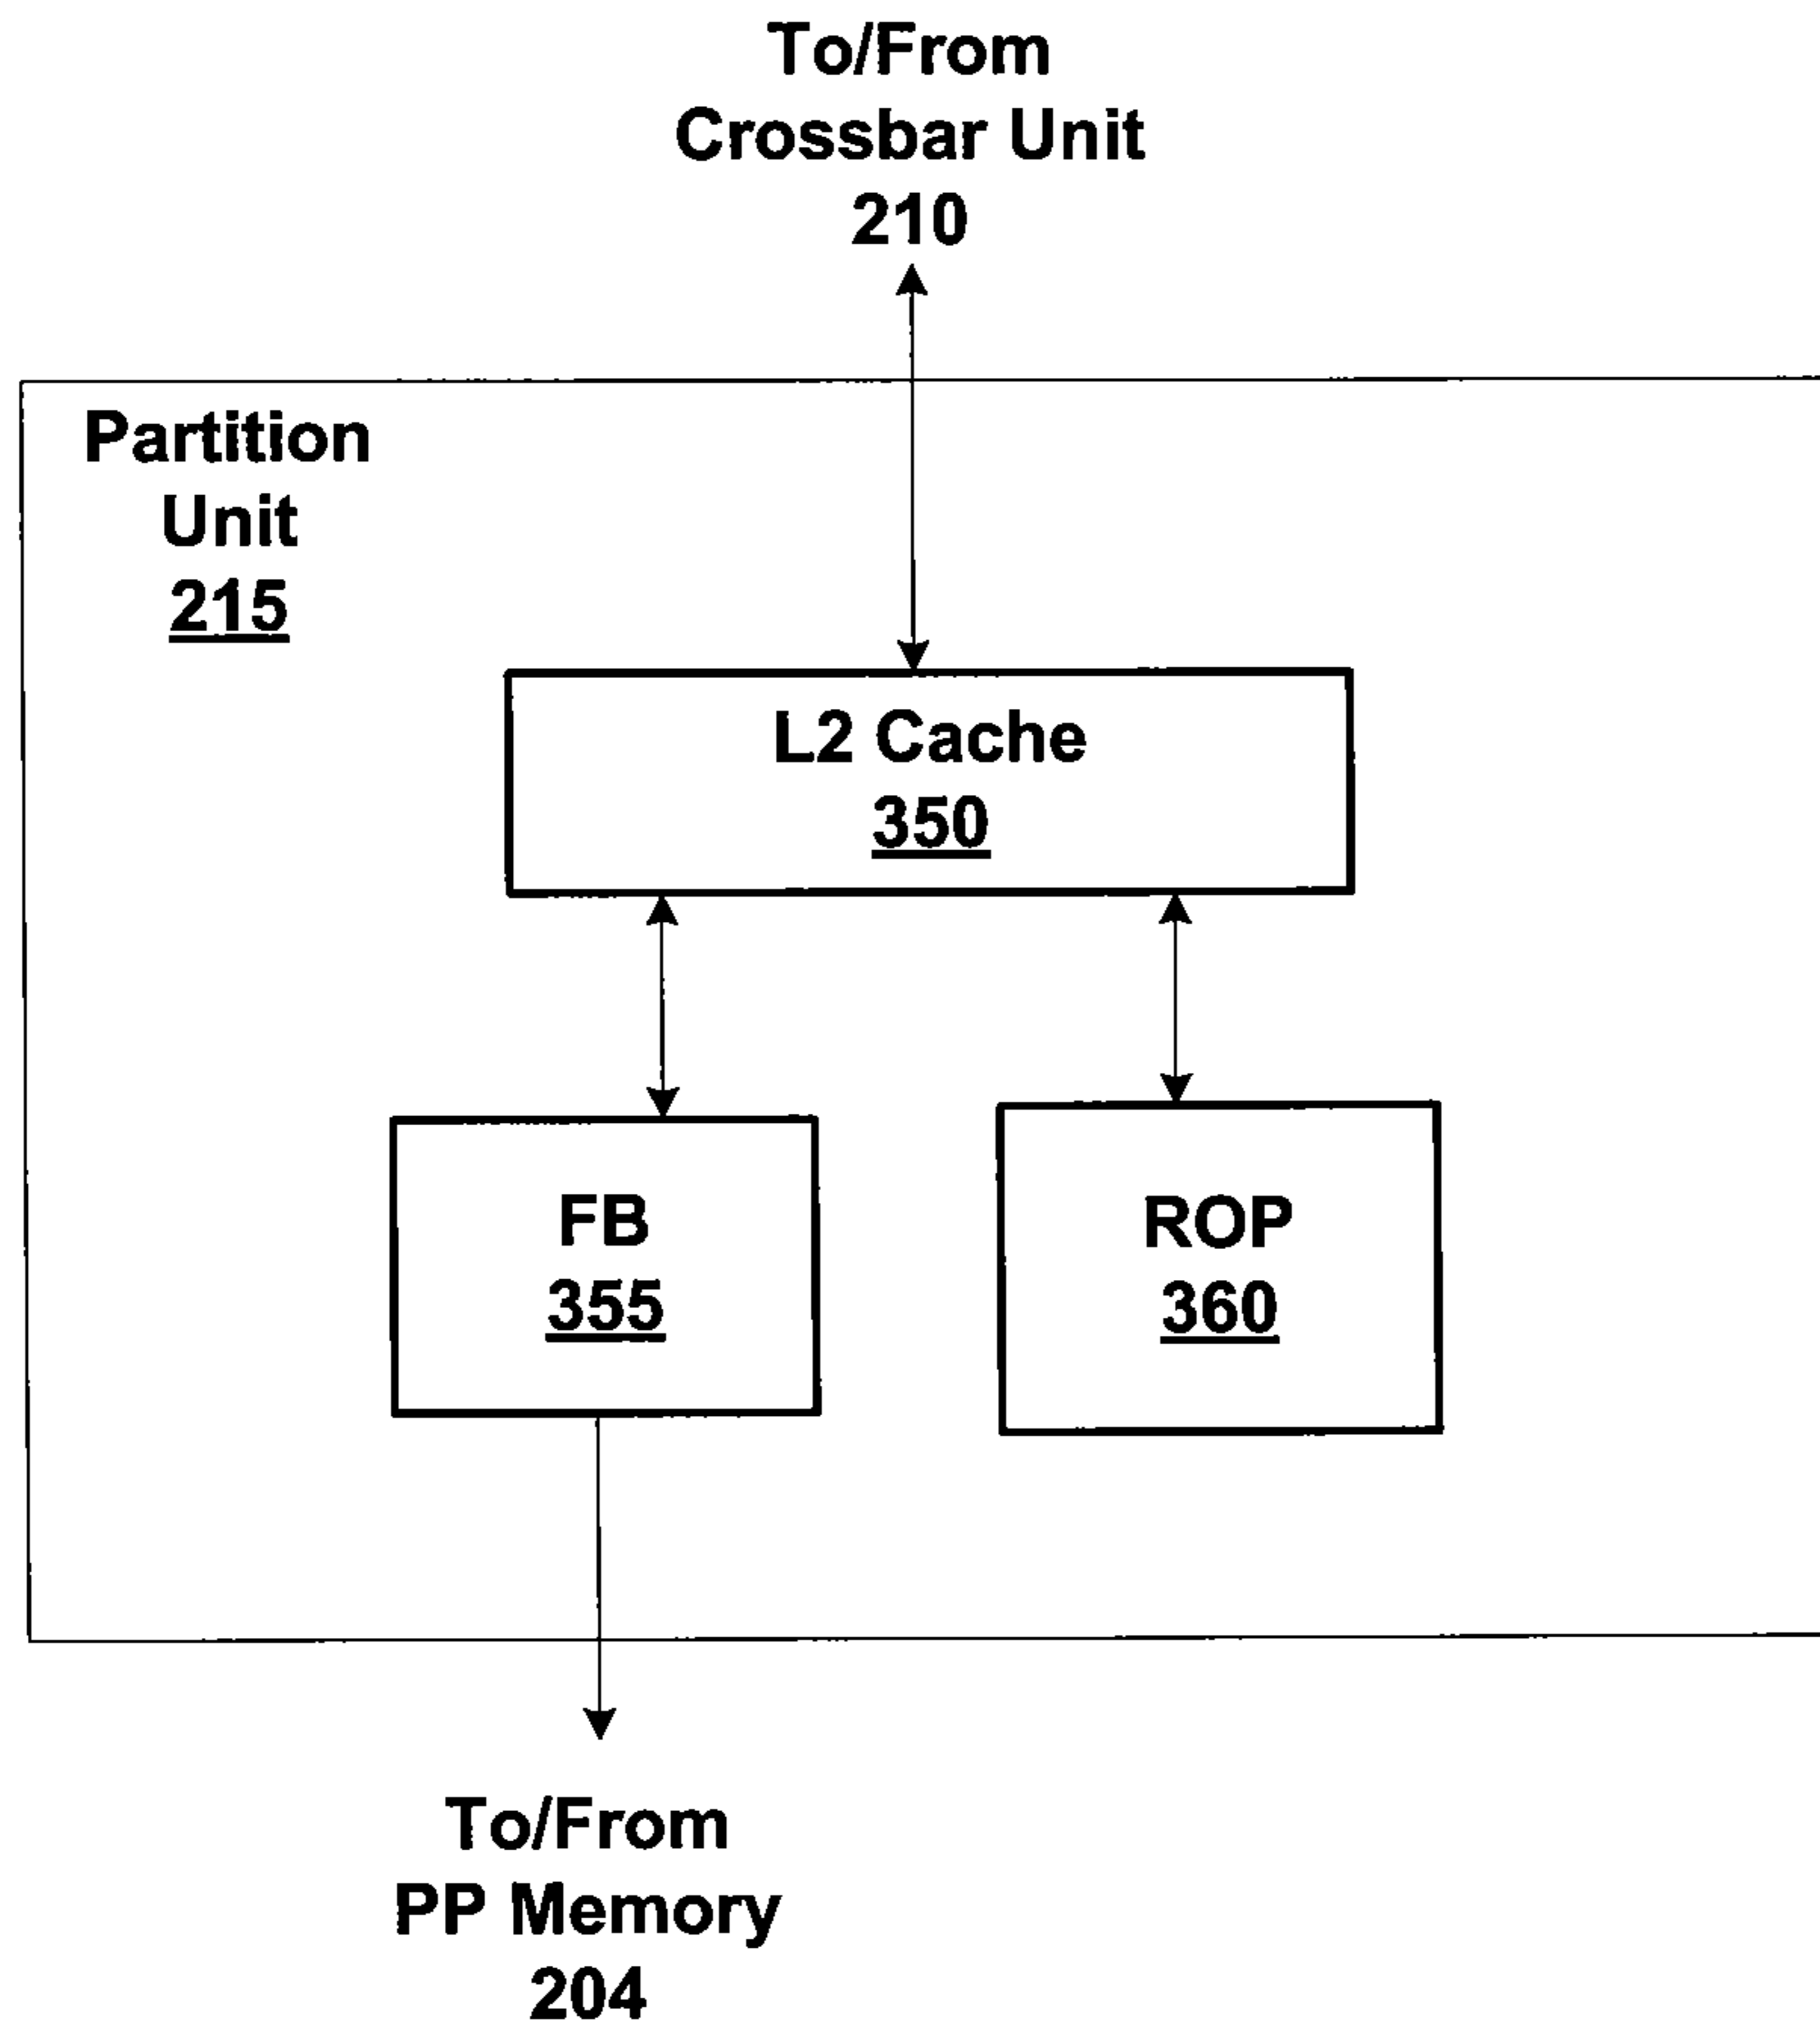 To/From
Crossbar Unit
210
Partition
Unit
215
L2 Cache
350
FB
355
ROP
360
To/From
PP Memory
204